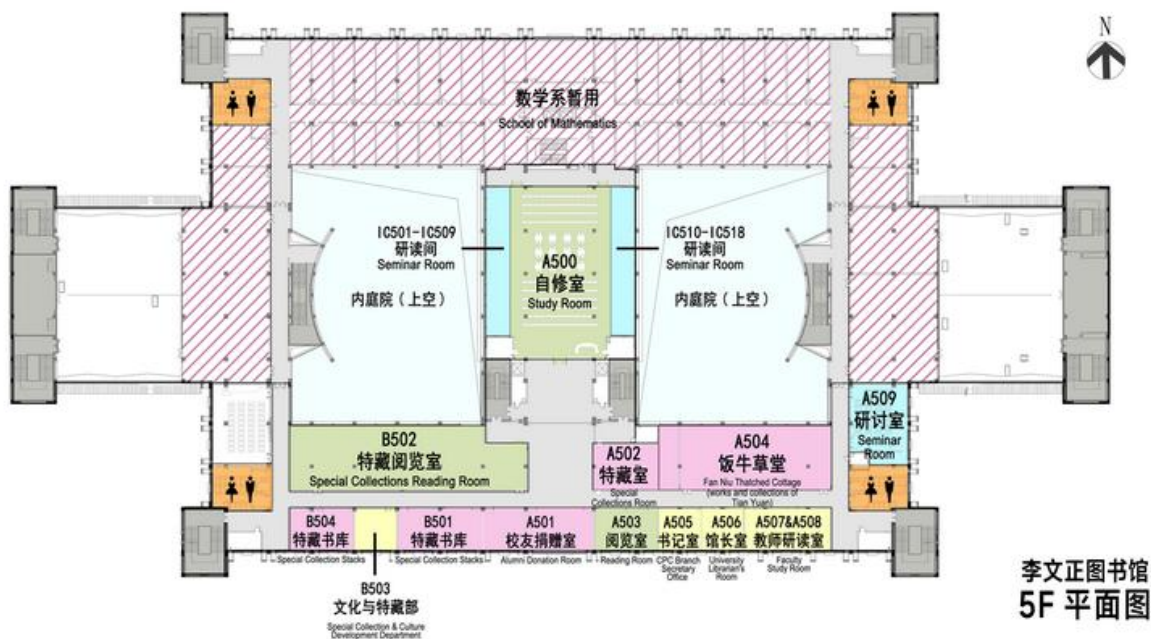 N
数学系暂用
School of Mathematics
IC501-IC509
研读间
Seminar Room
内庭院（上空）
A500
自修室
Study Room
IC510-IC518
研读间
Seminar Room
内庭院（上空）
B502
特藏阅览室
Special Collections Reading Room
A502
特藏室
Special
Collections Room
A504
饭牛草堂
Fan Niu Thatched Cottage
(works and collections of
Tian Yuan)
A509
研讨室
Seminar
Room
B504
特藏书库
Special Collection Stacks
B503
文化与特藏部
Special Collection & Culture
Development Department
B501
特藏书库
Special Collection Stacks
A501
校友捐赠室
Alumni Donation Room
A503
阅览室
Reading Room
A505
书记室
CPC Branch
Secretary
Office
A506
馆长室
University
Librarian's
Room
A507&A508
教师研读室
Faculty
Study Room
李文正图书馆
5F 平面图